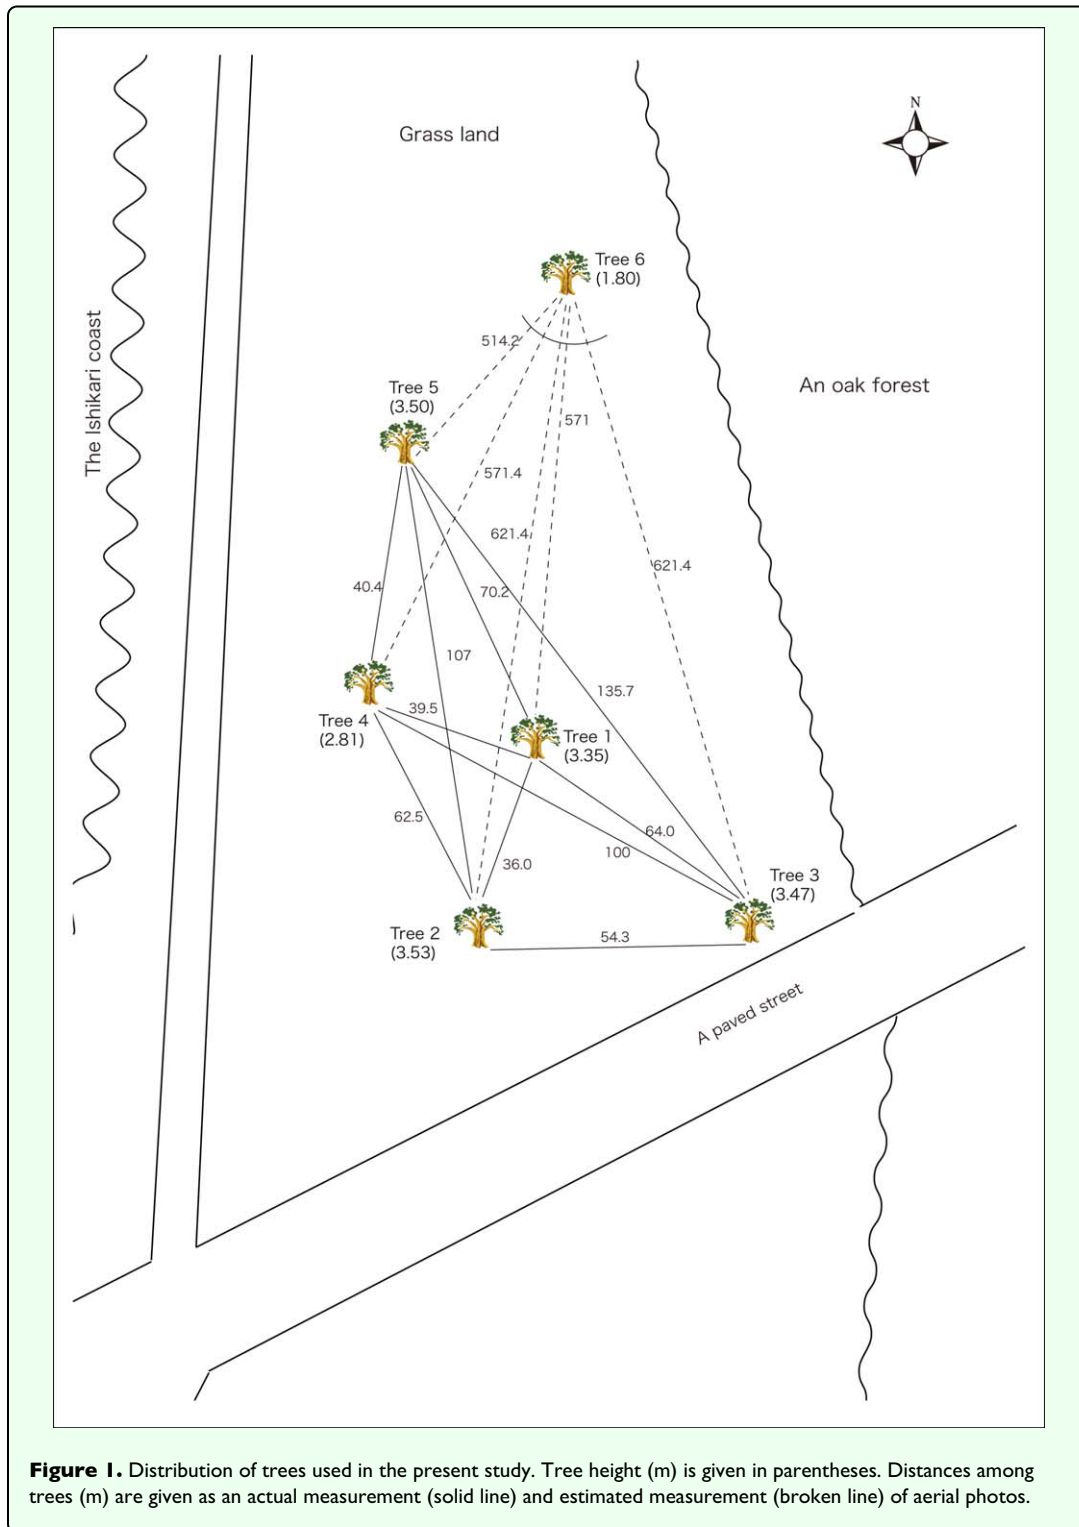 N
Grass land
Tree 6
(1.80)
The Ishikari coast
514.2
Tree 5
(3.50)
An oak forest
571
571.4
621.4
621.4
40.4
70.2
107
135.7
39.5
Tree 4
(2.81)
Tree 1
(3.35)
62.5
64.0
100
36.0
Tree 3
(3.47)
Tree 2
(3.53)
54.3
A paved street
Figure 1. Distribution of trees used in the present study. Tree height (m) is given in parentheses. Distances among
trees (m) are given as an actual measurement (solid line) and estimated measurement (broken line) of aerial photos.